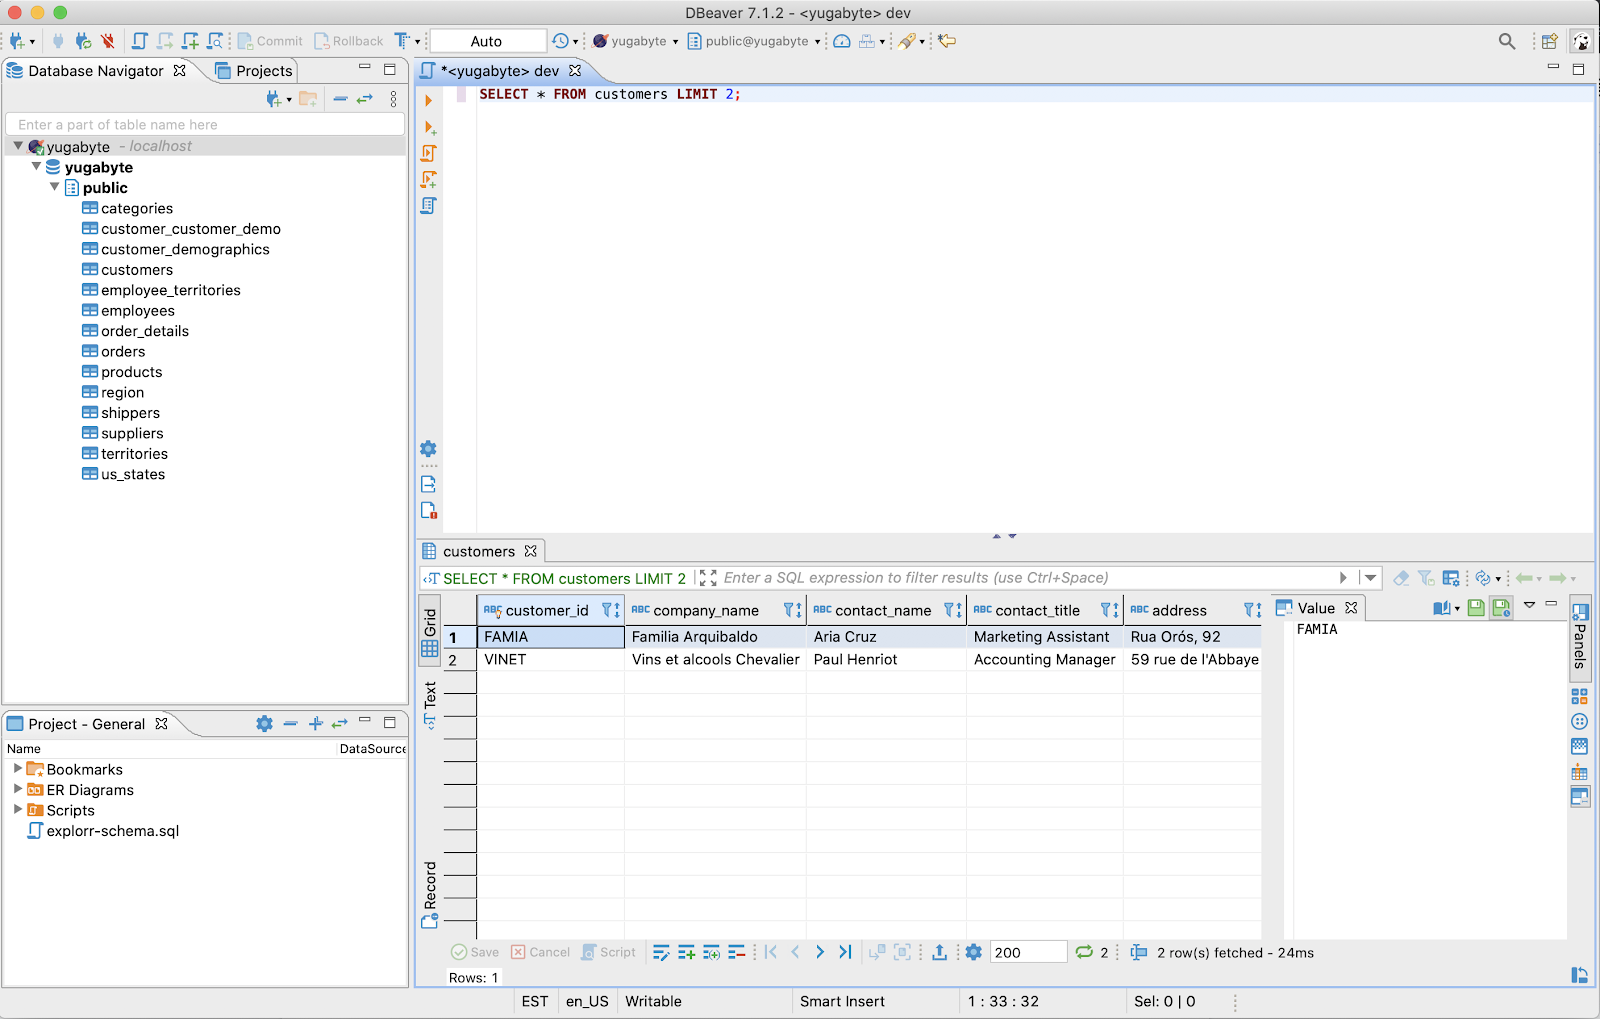 DBeaver 7.1.2 - <yugabyte> dev
Commit Rollback Auto yugabyte public@yugabyte
Database Navigator Projects
Enter a part of table name here
yugabyte - localhost
yugabyte
public
categories
customer_customer_demo
customer_demographics
customers
employee_territories
employees
order_details
orders
products
region
shippers
suppliers
territories
us_states
Project - General
Name DataSource
Bookmarks
ER Diagrams
Scripts
explorr-schema.sql
*<yugabyte> dev
SELECT * FROM customers LIMIT 2;
customers
SELECT * FROM customers LIMIT 2 Enter a SQL expression to filter results (use Ctrl+Space)
Grid
Text
Record
ABC customer_id ABC company_name ABC contact_name ABC contact_title ABC address
1 FAMIA Familia Arquibaldo Aria Cruz Marketing Assistant Rua Orós, 92
2 VINET Vins et alcools Chevalier Paul Henriot Accounting Manager 59 rue de l'Abbaye
Value
FAMIA
Panels
Save Cancel Script 200 2 2 row(s) fetched - 24ms
Rows: 1
EST en_US Writable Smart Insert 1 : 33 : 32 Sel: 0 | 0